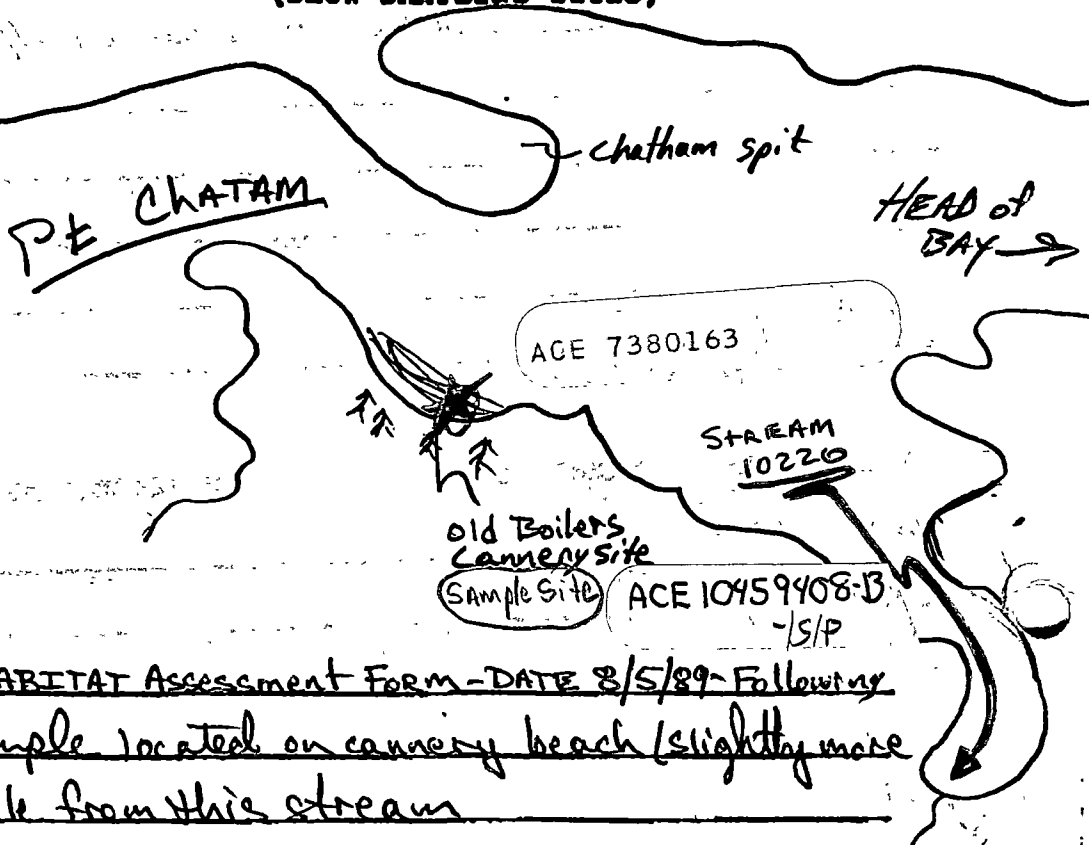 chatham spit
Pt ChATAM
HEAD of
BAY
ACE 7380163
STREAM
10220
old Boilers
Cannery site
Sample Site
ACE 10459408-B
-/S/P
ABITAT Assessment FORM-DATE 8/5/89-Following
mple located on cannery beach (slightly more
le from this stream